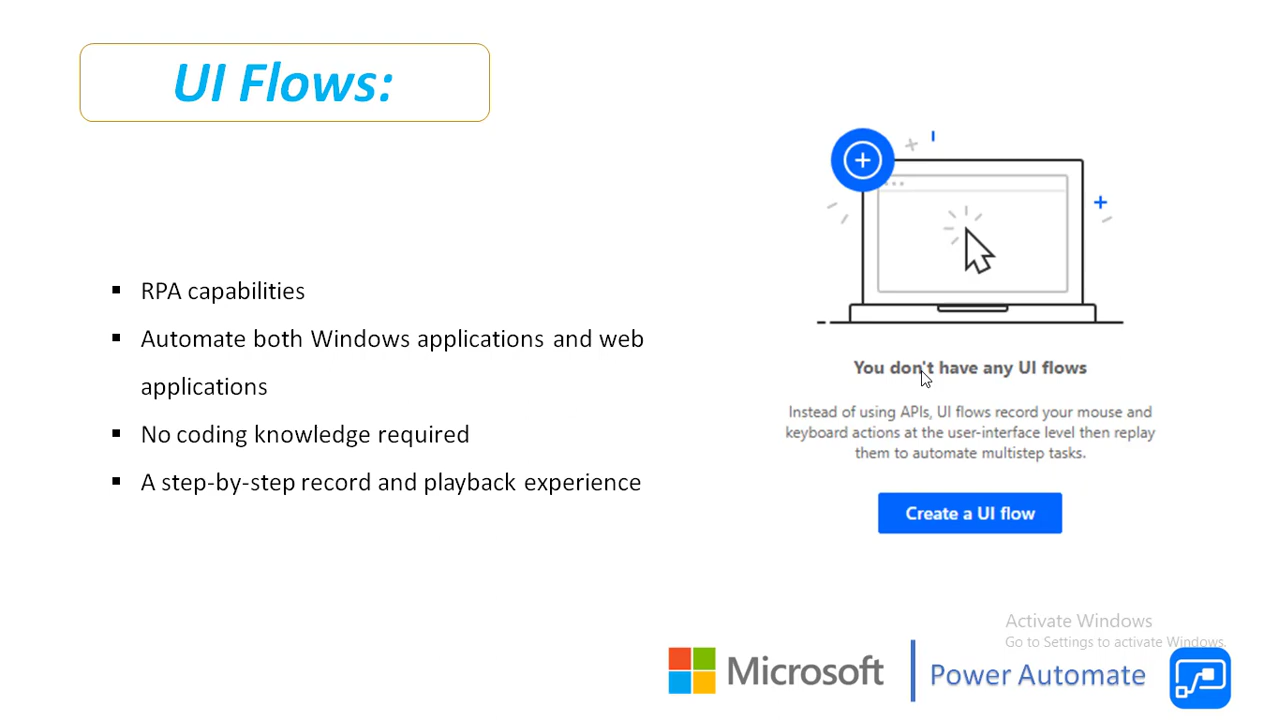 UI Flows:
▪ RPA capabilities
▪ Automate both Windows applications and web
applications
▪ No coding knowledge required
▪ A step-by-step record and playback experience
You don't have any UI flows
Instead of using APIs, UI flows record your mouse and
keyboard actions at the user-interface level then replay
them to automate multistep tasks.
Create a UI flow
Activate Windows
Go to Settings to activate Windows.
Microsoft
Power Automate